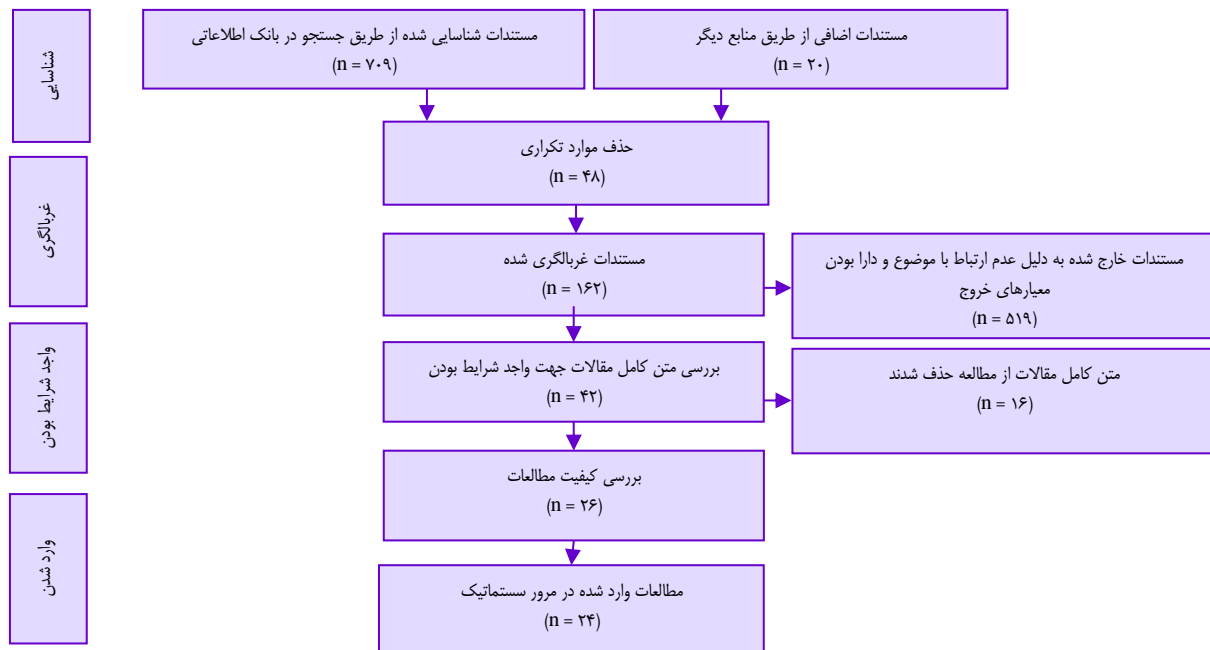 شناسایی
مستندات شناسایی شده از طریق جستجو در بانک اطلاعاتی
(n = ۷۰۹)
مستندات اضافی از طریق منابع دیگر
(n = ۲۰)
حذف موارد تکراری
(n = ۴۸)
غربالگری
مستندات غربالگری شده
(n = ۱۶۲)
مستندات خارج شده به دلیل عدم ارتباط با موضوع و دارا بودن
معیارهای خروج
(n = ۵۱۹)
واجد شرایط بودن
بررسی متن کامل مقالات جهت واجد شرایط بودن
(n = ۴۲)
متن کامل مقالات از مطالعه حذف شدند
(n = ۱۶)
بررسی کیفیت مطالعات
(n = ۲۶)
وارد شدن
مطالعات وارد شده در مرور سستماتیک
(n = ۲۴)